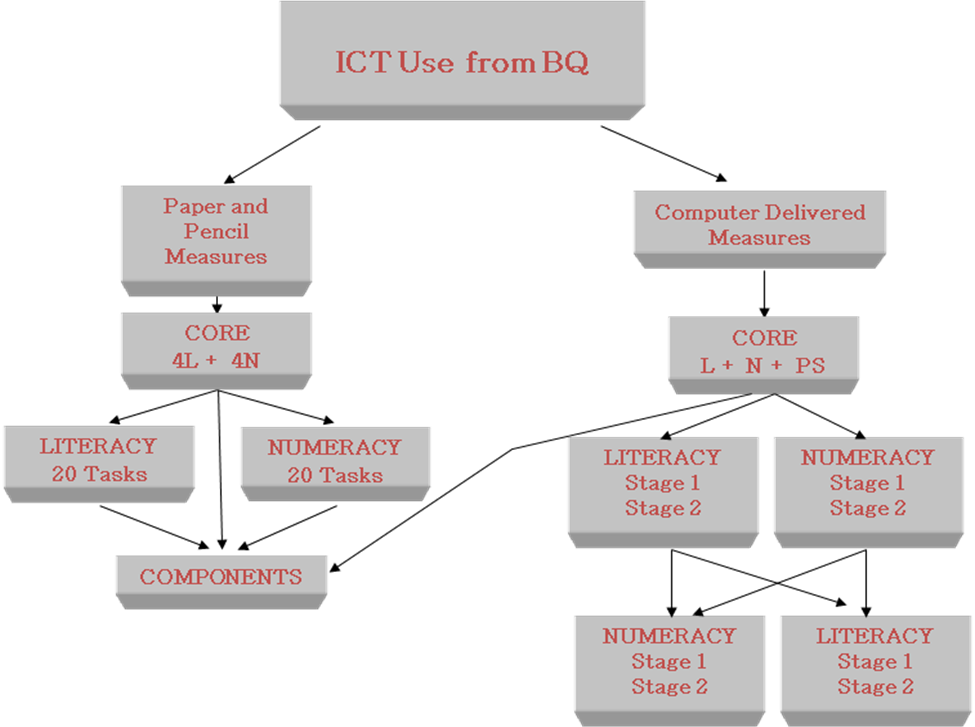 ICT Use from BQ
Paper and
Pencil
Measures
Computer Delivered
Measures
CORE
4L + 4N
CORE
L + N + PS
LITERACY
20 Tasks
NUMERACY
20 Tasks
LITERACY
Stage 1
Stage 2
NUMERACY
Stage 1
Stage 2
COMPONENTS
NUMERACY
Stage 1
Stage 2
LITERACY
Stage 1
Stage 2